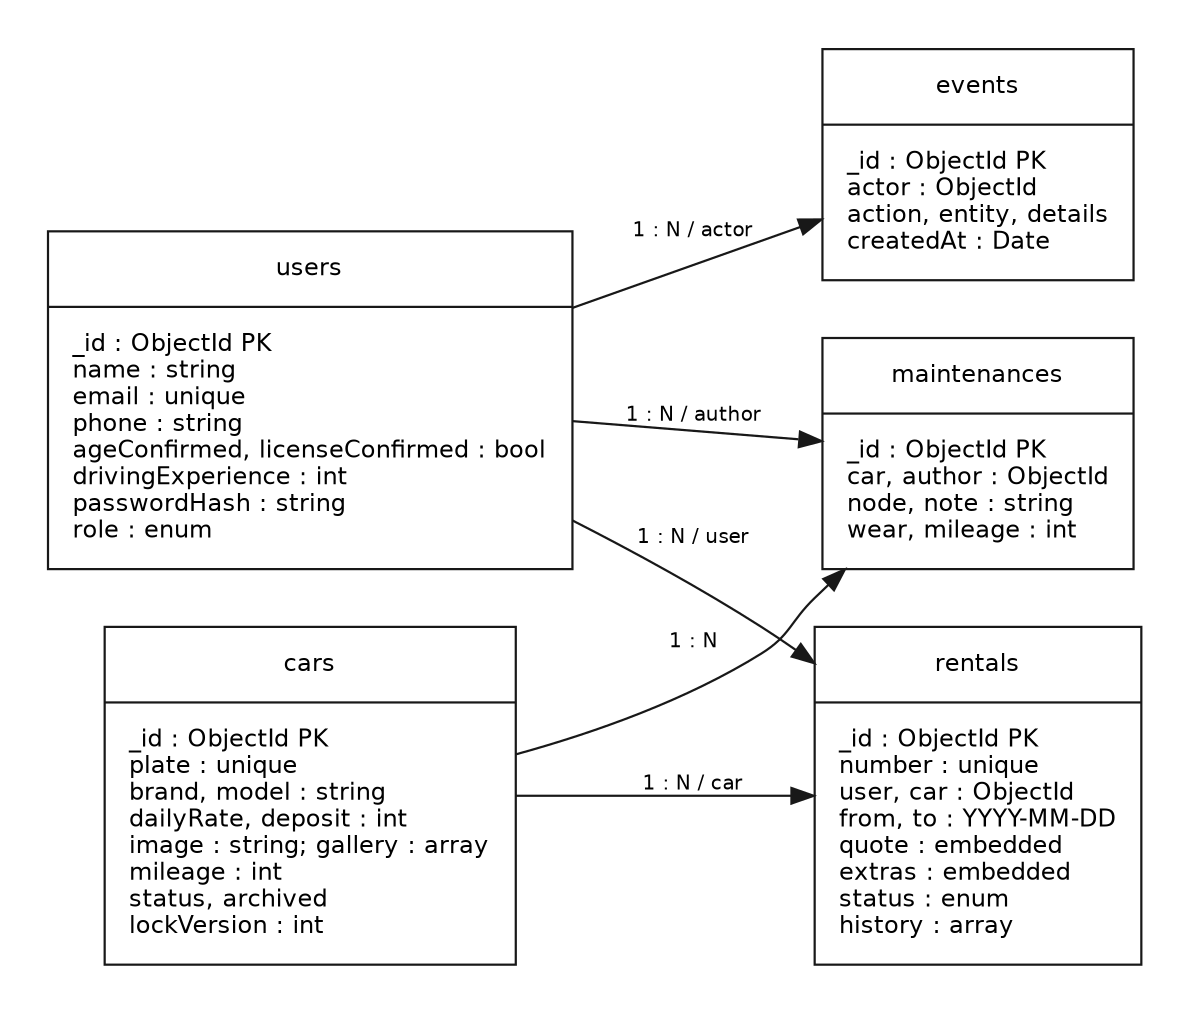 users
_id : ObjectId PK
name : string
email : unique
phone : string
ageConfirmed, licenseConfirmed : bool
drivingExperience : int
passwordHash : string
role : enum
cars
_id : ObjectId PK
plate : unique
brand, model : string
dailyRate, deposit : int
image : string; gallery : array
mileage : int
status, archived
lockVersion : int
1 : N / actor
1 : N / author
1 : N / user
1 : N
1 : N / car
events
_id : ObjectId PK
actor : ObjectId
action, entity, details
createdAt : Date
maintenances
_id : ObjectId PK
car, author : ObjectId
node, note : string
wear, mileage : int
rentals
_id : ObjectId PK
number : unique
user, car : ObjectId
from, to : YYYY-MM-DD
quote : embedded
extras : embedded
status : enum
history : array